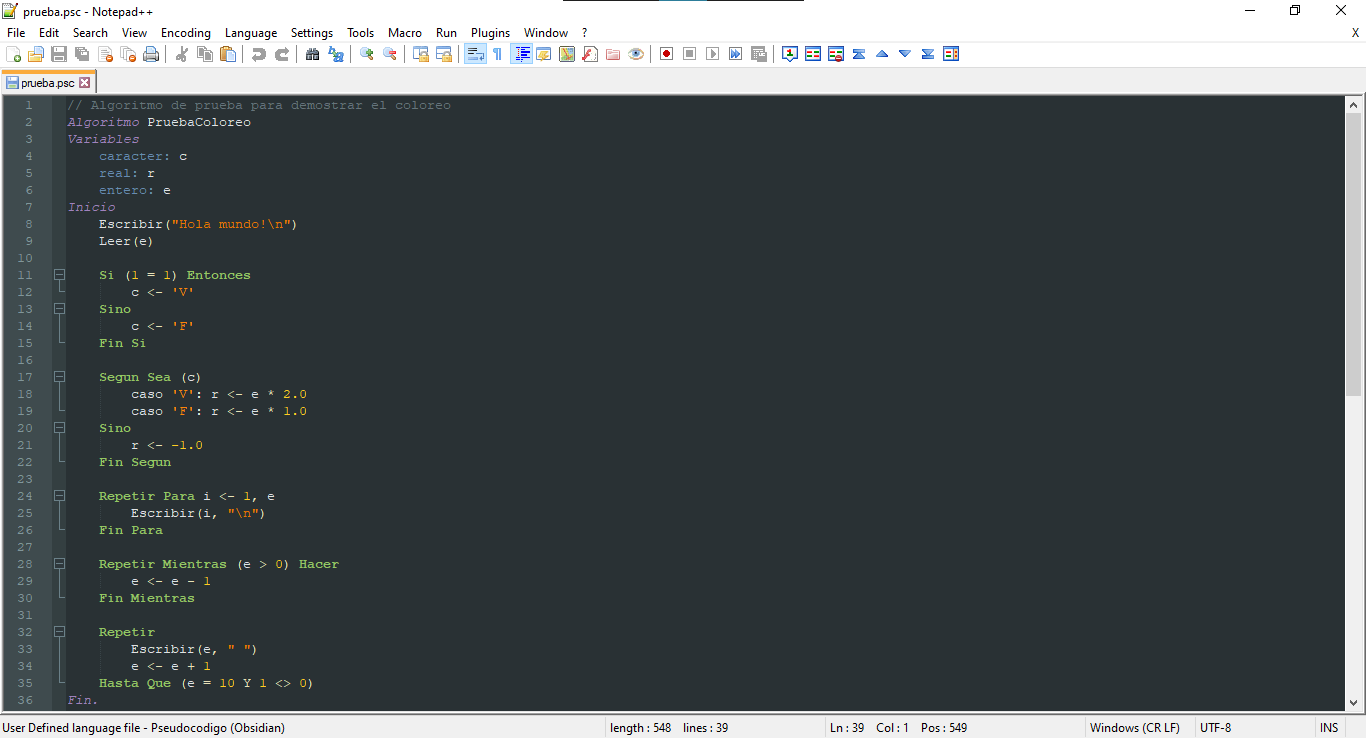 prueba.psc - Notepad++
File Edit Search View Encoding Language Settings Tools Macro Run Plugins Window ? X
prueba.psc
1 // Algoritmo de prueba para demostrar el coloreo
2 Algoritmo PruebaColoreo
3 Variables
4     caracter: c
5     real: r
6     entero: e
7 Inicio
8     Escribir("Hola mundo!\n")
9     Leer(e)
10
11     Si (1 = 1) Entonces
12         c <- 'V'
13     Sino
14         c <- 'F'
15     Fin Si
16
17     Segun Sea (c)
18         caso 'V': r <- e * 2.0
19         caso 'F': r <- e * 1.0
20     Sino
21         r <- -1.0
22     Fin Segun
23
24     Repetir Para i <- 1, e
25         Escribir(i, "\n")
26     Fin Para
27
28     Repetir Mientras (e > 0) Hacer
29         e <- e - 1
30     Fin Mientras
31
32     Repetir
33         Escribir(e, " ")
34         e <- e + 1
35     Hasta Que (e = 10 Y 1 <> 0)
36 Fin.
User Defined language file - Pseudocodigo (Obsidian) length : 548 lines : 39 Ln : 39 Col : 1 Pos : 549 Windows (CR LF) UTF-8 INS